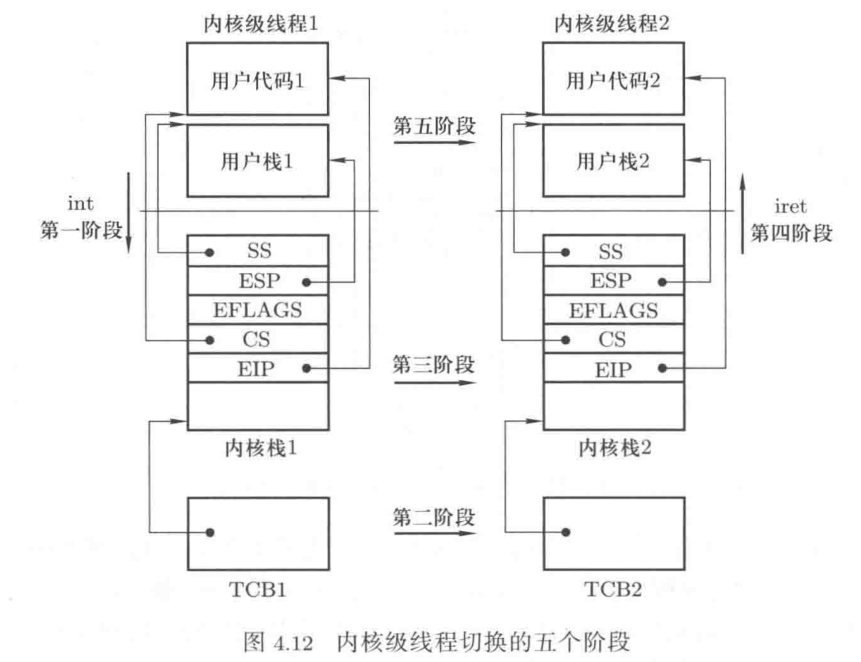 内核级线程1
内核级线程2
用户代码1
用户代码2
第五阶段
用户栈1
用户栈2
int
第一阶段
iret
第四阶段
SS
ESP
EFLAGS
CS
EIP
SS
ESP
EFLAGS
CS
EIP
第三阶段
内核栈1
内核栈2
第二阶段
TCB1
TCB2
图 4.12 内核级线程切换的五个阶段